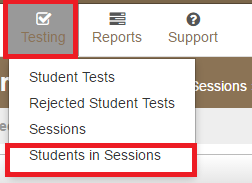 Testing Reports Support
Student Tests
Rejected Student Tests
Sessions
Sessions
Students in Sessions